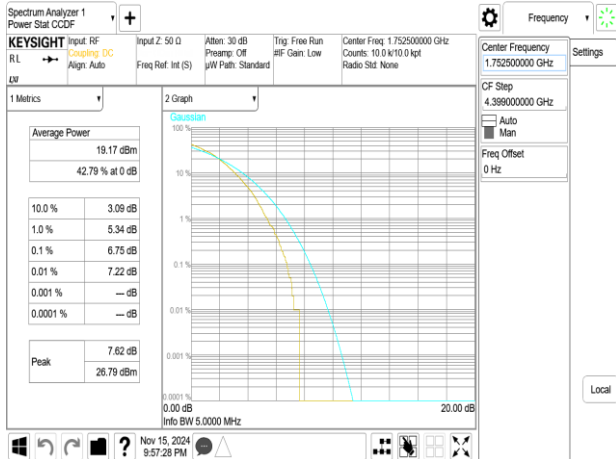 Spectrum Analyzer 1
Power Stat CCDF
+
Frequency
KEYSIGHT
RL
LXI
Input: RF
Coupling: DC
Align: Auto
Input Z: 50 Ω
Freq Ref: Int (S)
Atten: 30 dB
Preamp: Off
µW Path: Standard
Trig: Free Run
#IF Gain: Low
Center Freq: 1.752500000 GHz
Counts: 10.0 k/10.0 kpt
Radio Std: None
Center Frequency
1.752500000 GHz
Settings
CF Step
4.399000000 GHz
Auto
Man
Freq Offset
0 Hz
Local
1 Metrics
Average Power
19.17 dBm
42.79 % at 0 dB
10.0 % 3.09 dB
1.0 % 5.34 dB
0.1 % 6.75 dB
0.01 % 7.22 dB
0.001 % --- dB
0.0001 % --- dB
Peak
7.62 dB
26.79 dBm
2 Graph
Gaussian
100 %
10 %
1 %
0.1 %
0.01 %
0.001 %
0.0001 %
0.00 dB 20.00 dB
Info BW 5.0000 MHz
?
Nov 15, 2024
9:57:28 PM